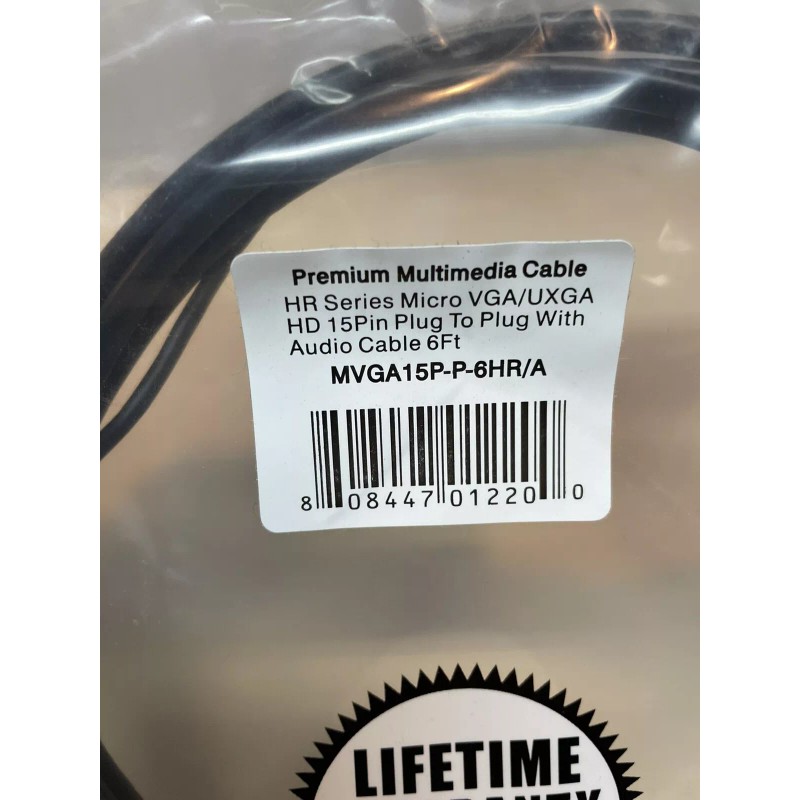 Premium Multimedia Cable
HR Series Micro VGA/UXGA
HD 15Pin Plug To Plug With
Audio Cable 6Ft
MVGA15P-P-6HR/A
8 08447 01220 0
LIFETIME